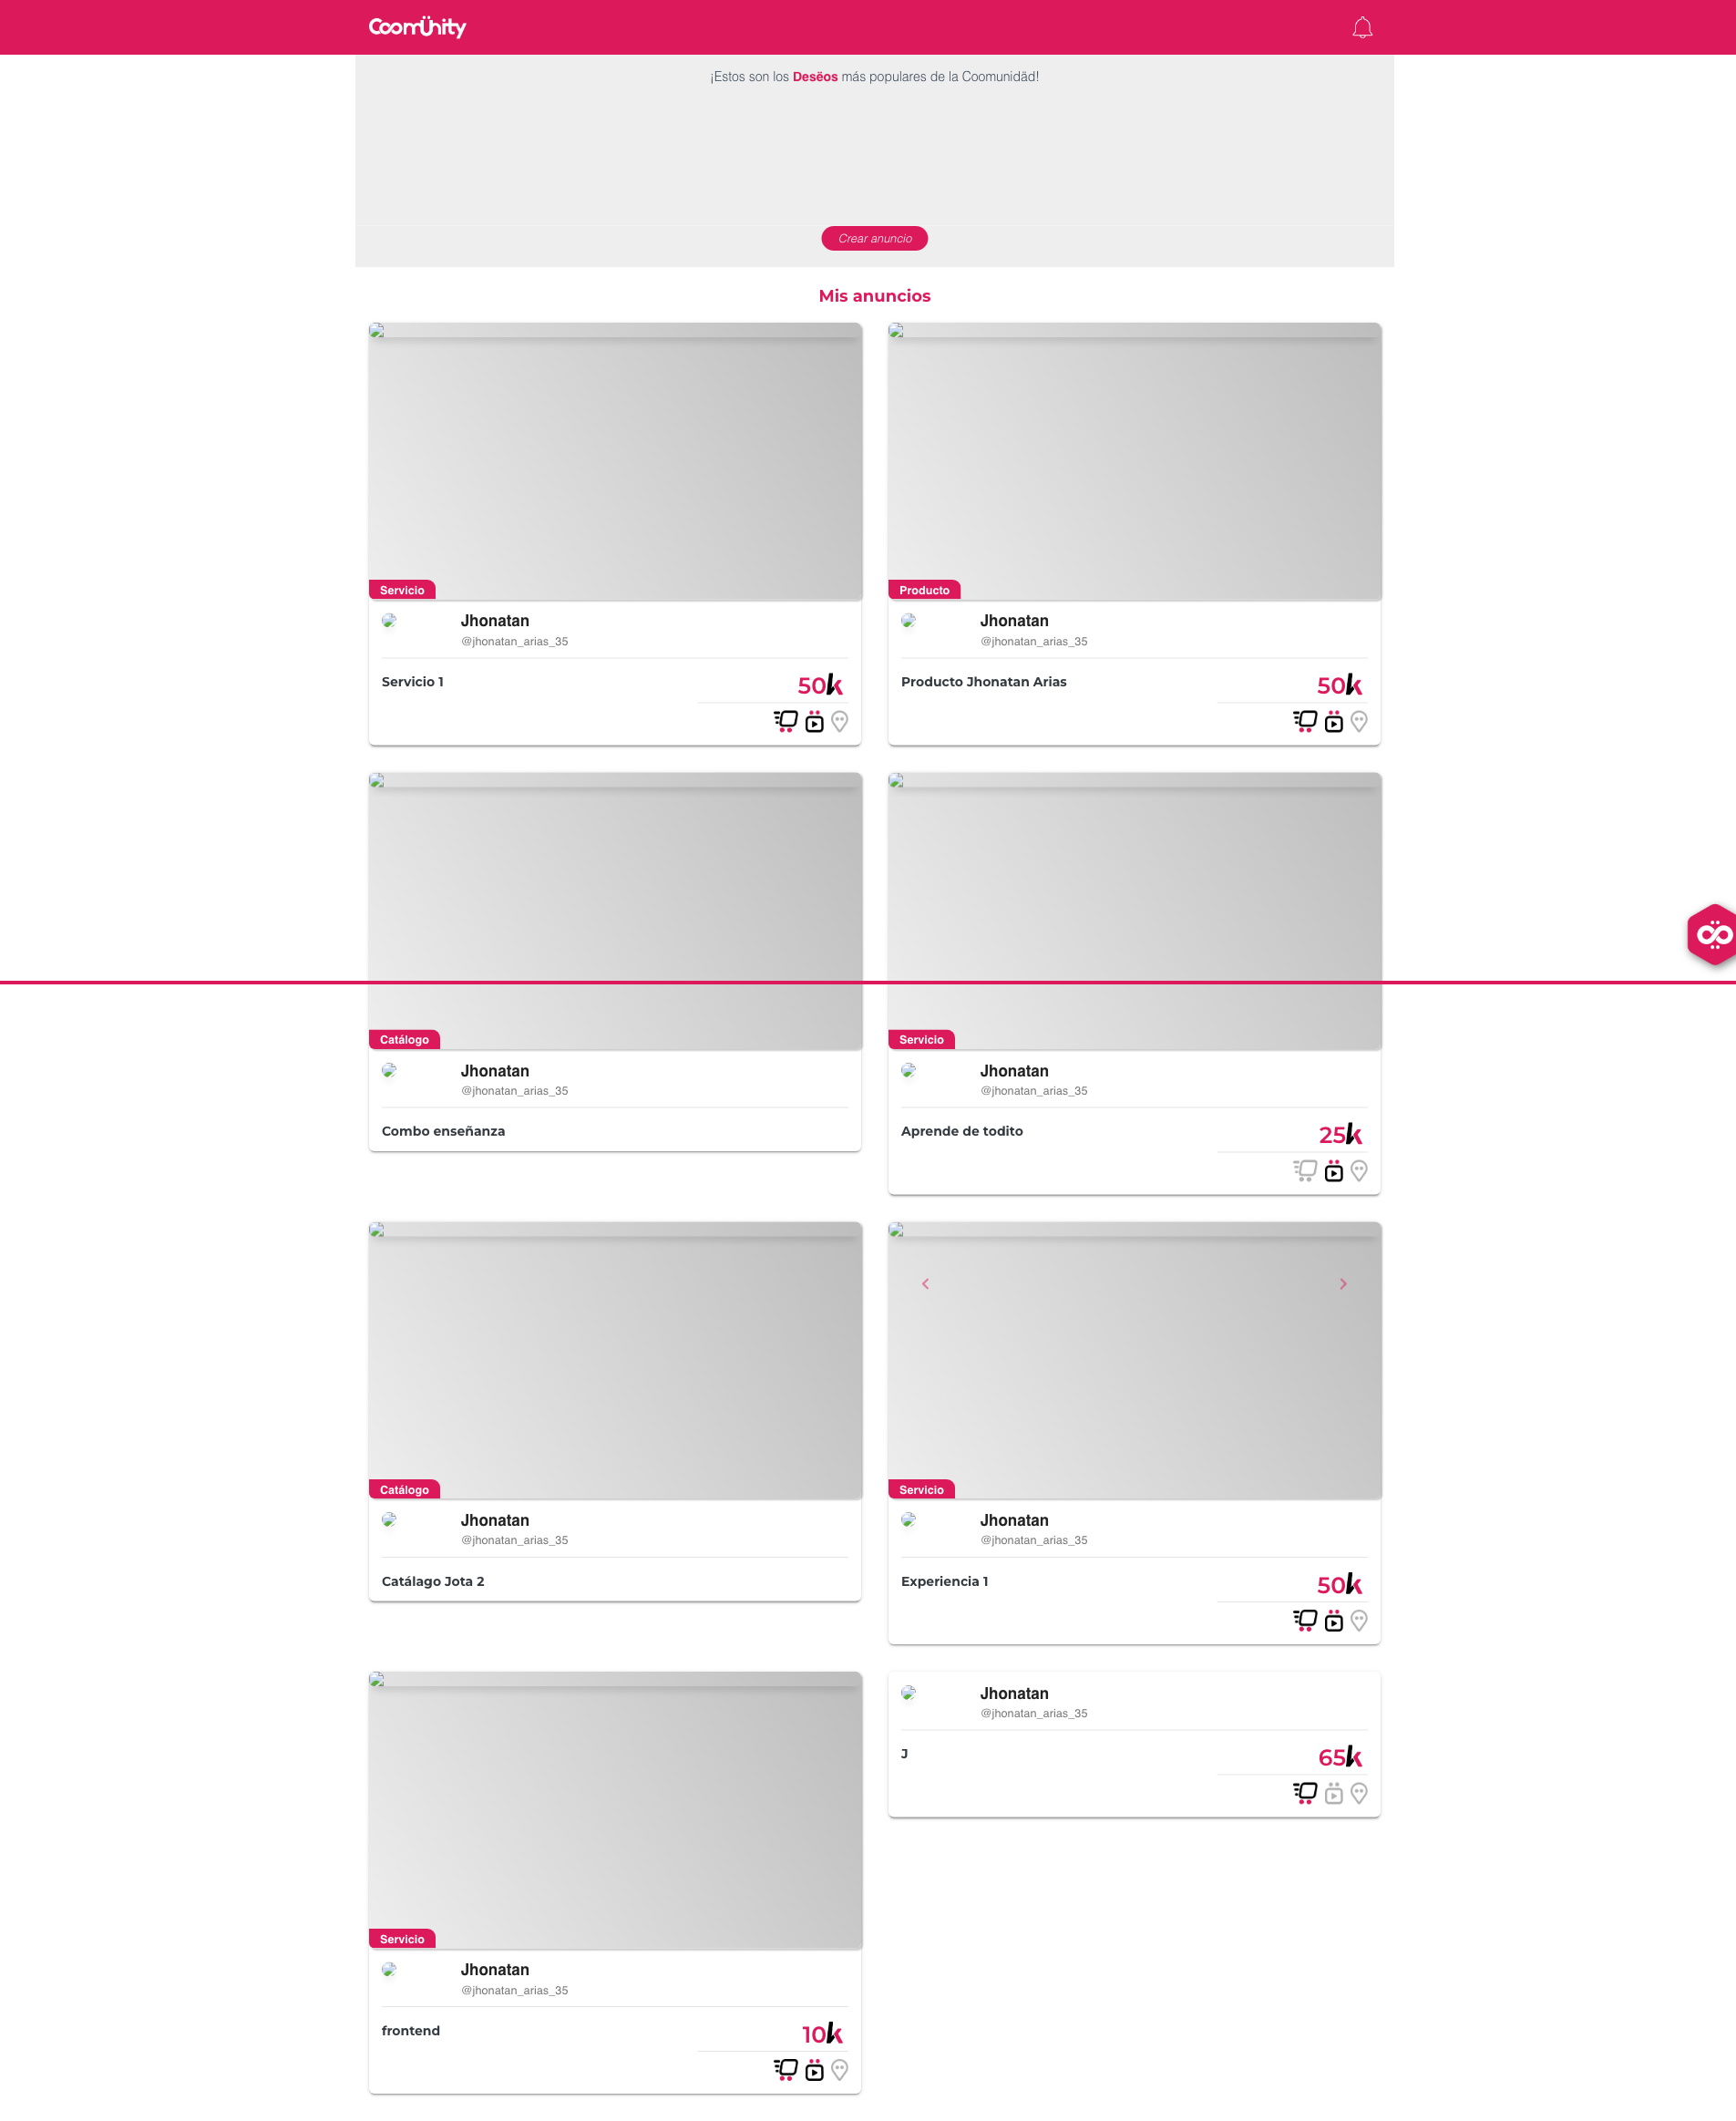 CoomÜnity
¡Estos son los Desëos más populares de la Coomunidäd!
Crear anuncio
Mis anuncios
Servicio
Jhonatan
@jhonatan_arias_35
Servicio 1
50k
Producto
Jhonatan
@jhonatan_arias_35
Producto Jhonatan Arias
50k
Catálogo
Jhonatan
@jhonatan_arias_35
Combo enseñanza
Servicio
Jhonatan
@jhonatan_arias_35
Aprende de todito
25k
Catálogo
Jhonatan
@jhonatan_arias_35
Catálago Jota 2
Servicio
Jhonatan
@jhonatan_arias_35
Experiencia 1
50k
Servicio
Jhonatan
@jhonatan_arias_35
frontend
10k
Jhonatan
@jhonatan_arias_35
J
65k